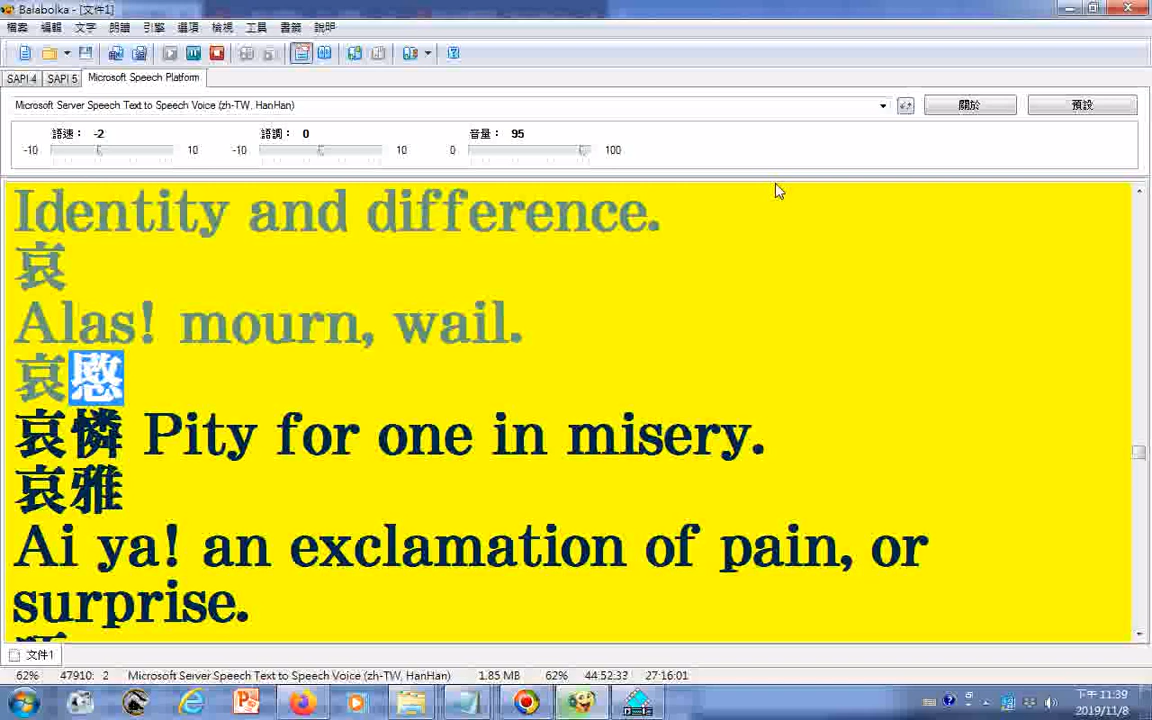 Balabolka - [文件1]
檔案 編輯 文字 朗讀 引擎 選項 檢視 工具 書籤 說明
SAPI 4 SAPI 5 Microsoft Speech Platform
Microsoft Server Speech Text to Speech Voice (zh-TW, HanHan) 關於 預設
語速： -2 語調： 0 音量： 95
-10 10 -10 10 0 100
Identity and difference.
哀
Alas! mourn, wail.
哀愍
哀憐 Pity for one in misery.
哀雅
Ai ya! an exclamation of pain, or
surprise.
文件1
62% 47910: 2 Microsoft Server Speech Text to Speech Voice (zh-TW, HanHan) 1.85 MB 62% 44:52:33 27:16:01
下午 11:39
2019/11/8